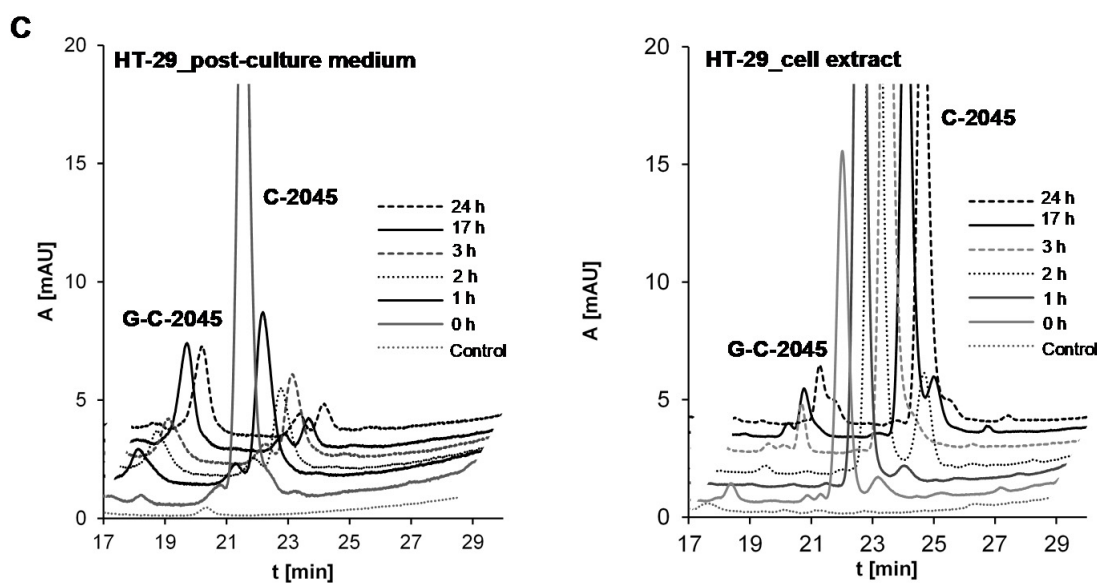 C
HT-29_post-culture medium
20
15
10
5
0
A [mAU]
C-2045
G-C-2045
24 h
17 h
3 h
2 h
1 h
0 h
Control
17 19 21 23 25 27 29
t [min]
HT-29_cell extract
20
15
10
5
0
A [mAU]
C-2045
G-C-2045
24 h
17 h
3 h
2 h
1 h
0 h
Control
17 19 21 23 25 27 29
t [min]